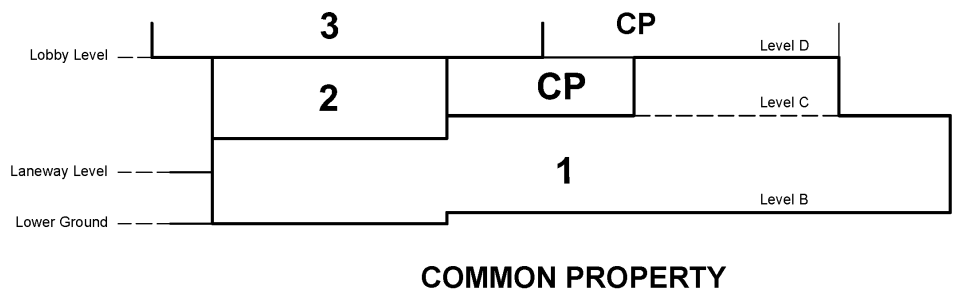 3
CP
Lobby Level
Level D
2
CP
Level C
Laneway Level
1
Level B
Lower Ground
COMMON PROPERTY